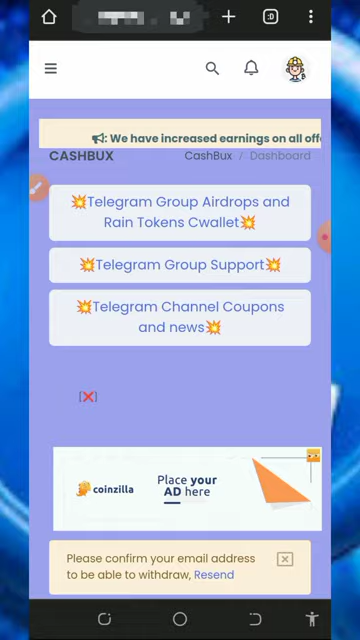 :D
📢: We have increased earnings on all offe
CASHBUX
CashBux / Dashboard
💥Telegram Group Airdrops and
Rain Tokens Cwallet💥
💥Telegram Group Support💥
💥Telegram Channel Coupons
and news💥
[❌]
coinzilla
Place your
AD here
Please confirm your email address
to be able to withdraw, Resend